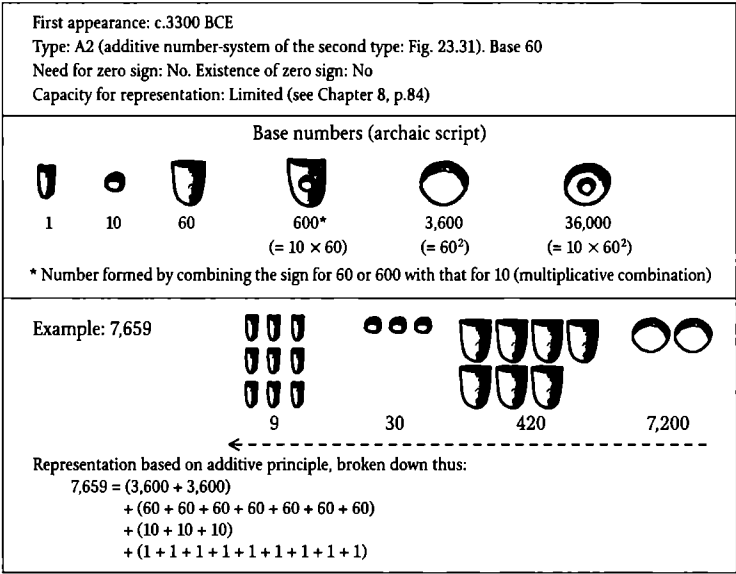 First appearance: c.3300 BCE
Type: A2 (additive number-system of the second type: Fig. 23.31). Base 60
Need for zero sign: No. Existence of zero sign: No
Capacity for representation: Limited (see Chapter 8, p.84)
Base numbers (archaic script)
1 10 60 600* 3,600 36,000
(= 10 × 60) (= 60²) (= 10 × 60²)
* Number formed by combining the sign for 60 or 600 with that for 10 (multiplicative combination)
Example: 7,659
9 30 420 7,200
Representation based on additive principle, broken down thus:
7,659 = (3,600 + 3,600)
+ (60 + 60 + 60 + 60 + 60 + 60 + 60)
+ (10 + 10 + 10)
+ (1 + 1 + 1 + 1 + 1 + 1 + 1 + 1 + 1)